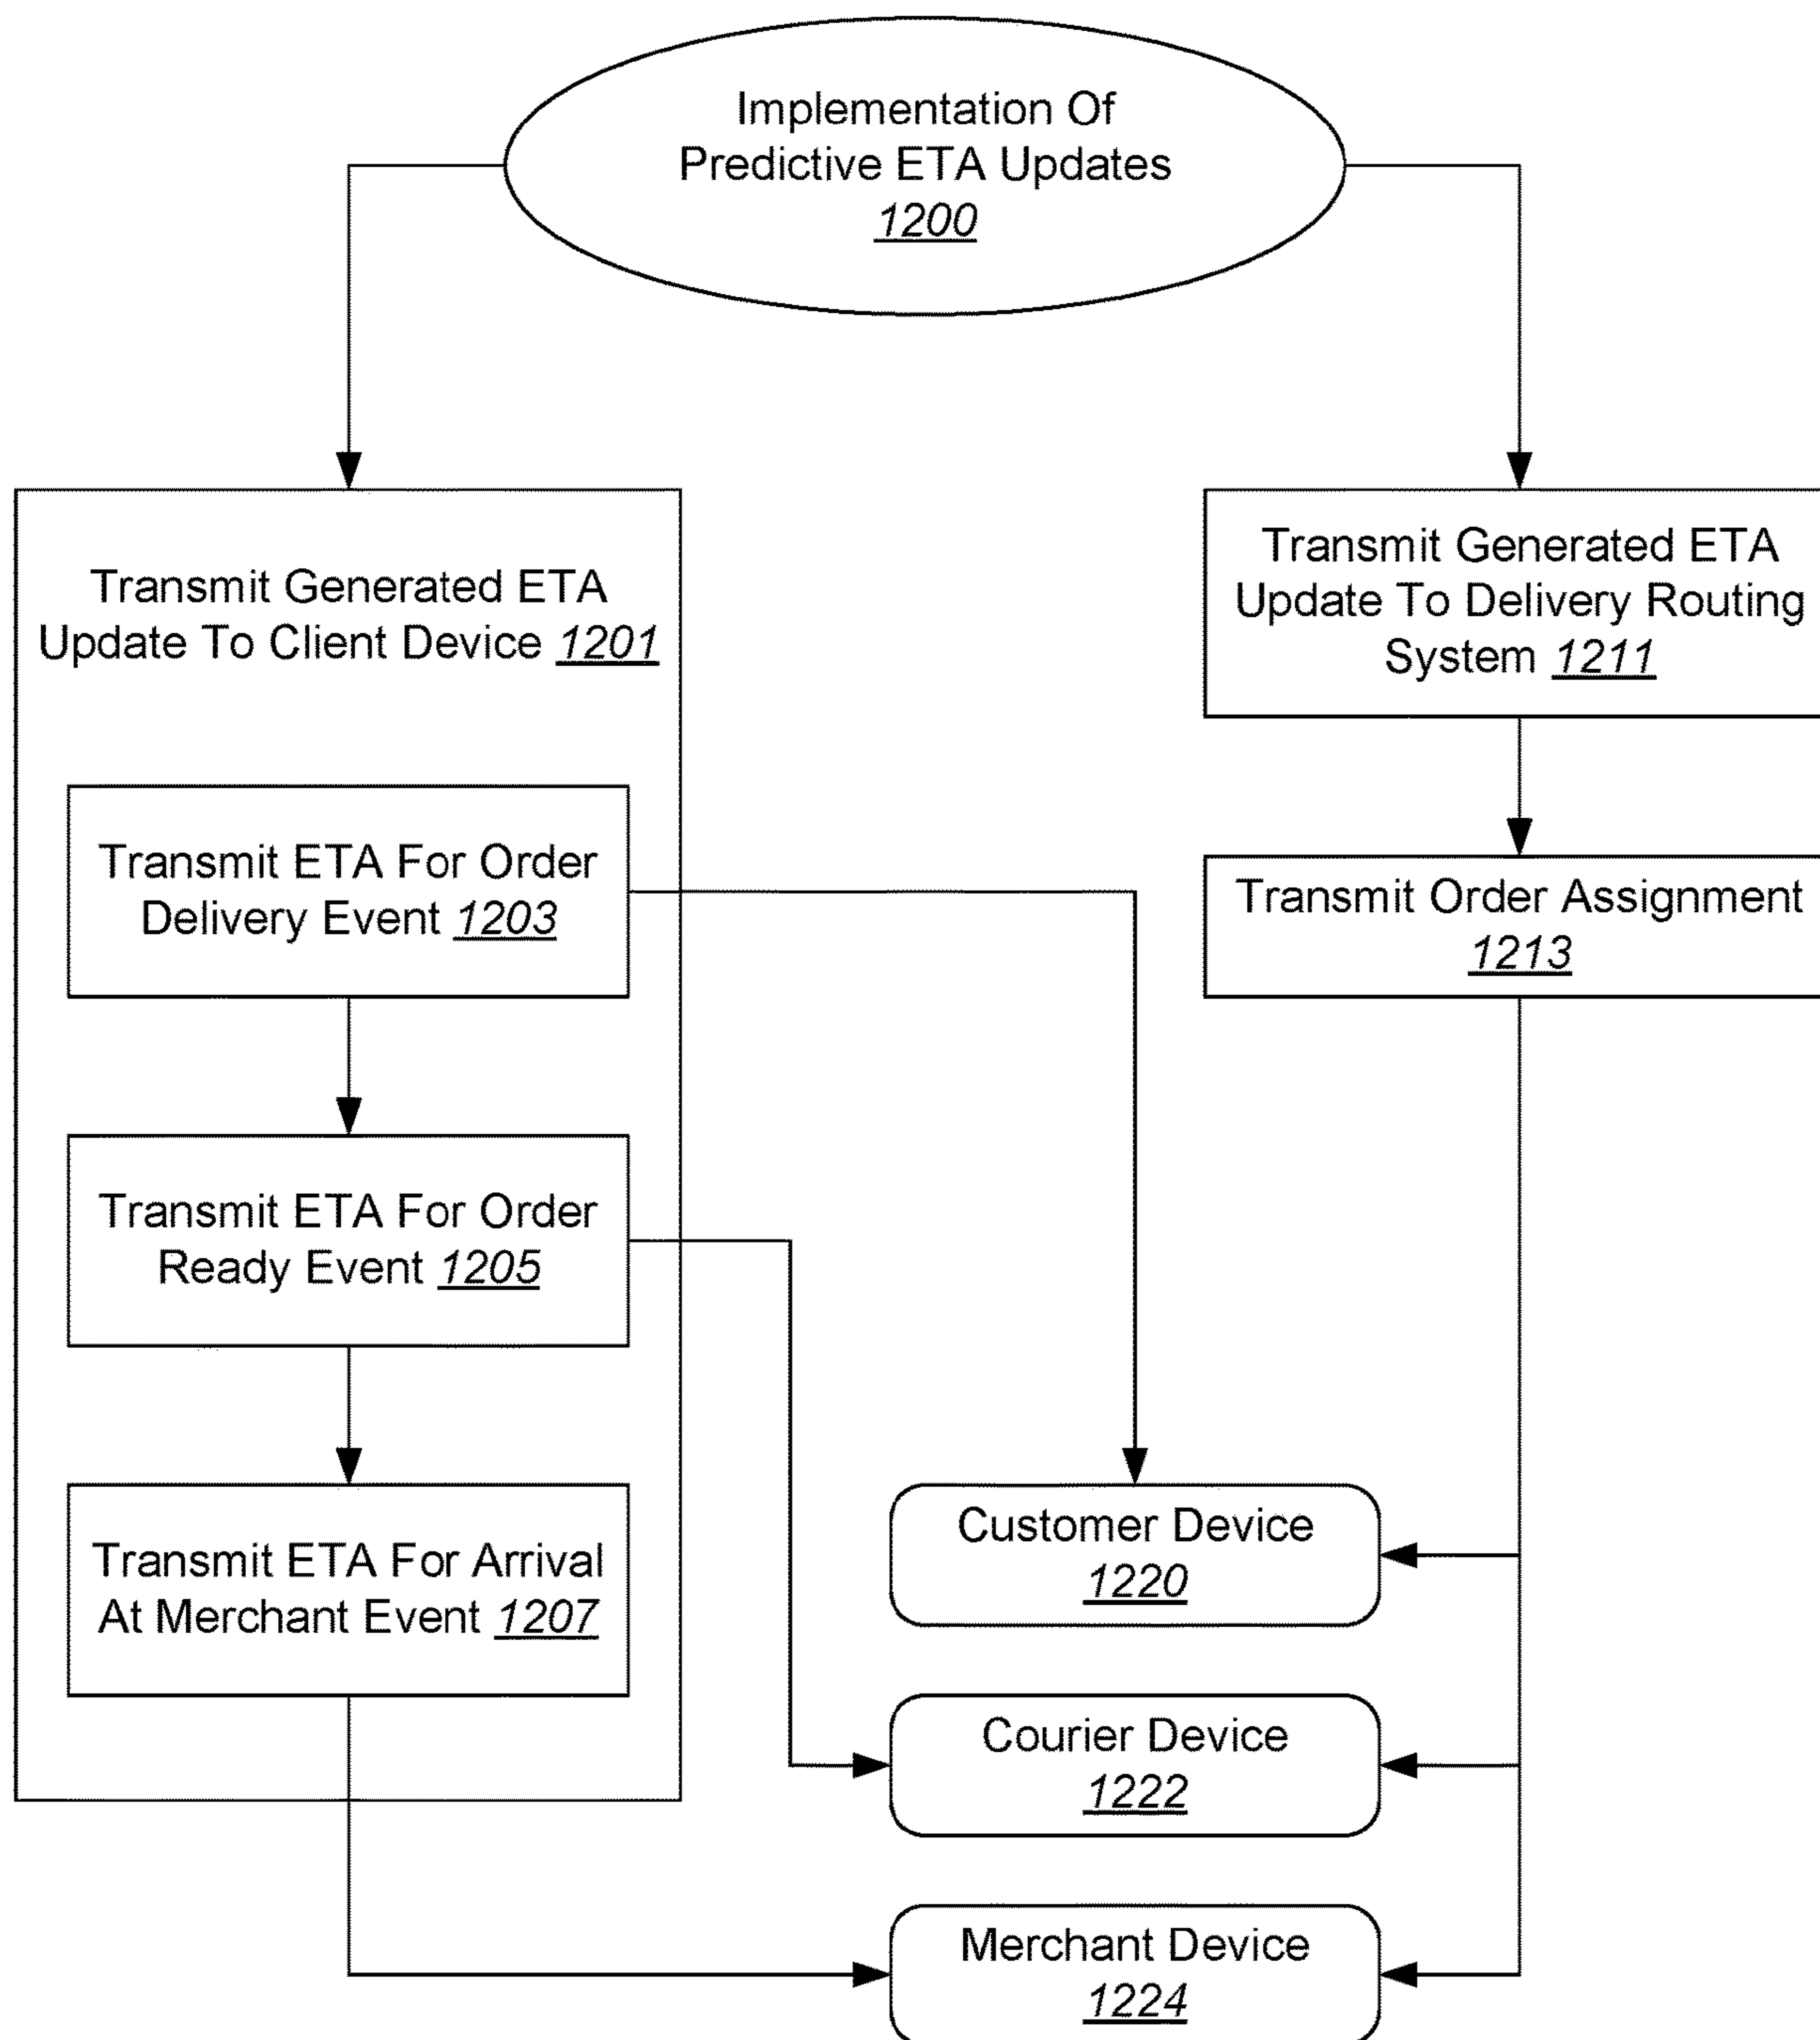 Implementation Of
Predictive ETA Updates
1200
Transmit Generated ETA
Update To Client Device 1201
Transmit ETA For Order
Delivery Event 1203
Transmit ETA For Order
Ready Event 1205
Transmit ETA For Arrival
At Merchant Event 1207
Transmit Generated ETA
Update To Delivery Routing
System 1211
Transmit Order Assignment
1213
Customer Device
1220
Courier Device
1222
Merchant Device
1224